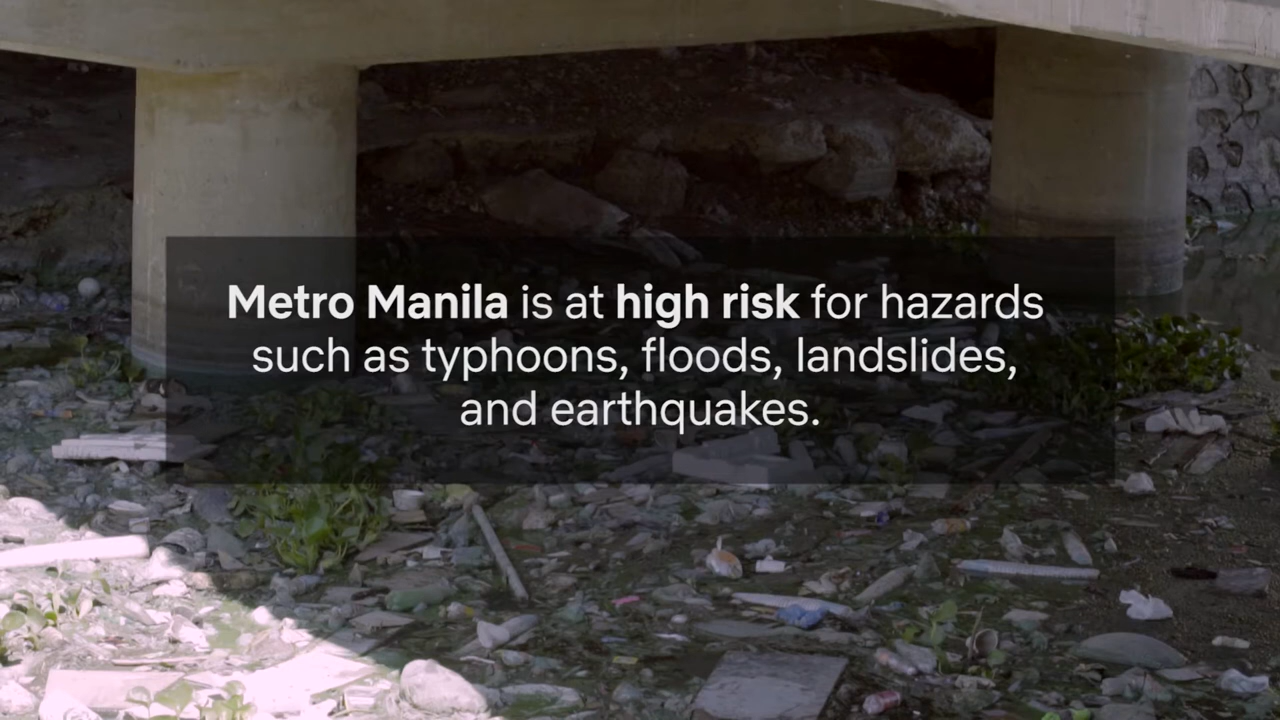 Metro Manila is at high risk for hazards
such as typhoons, floods, landslides,
and earthquakes.